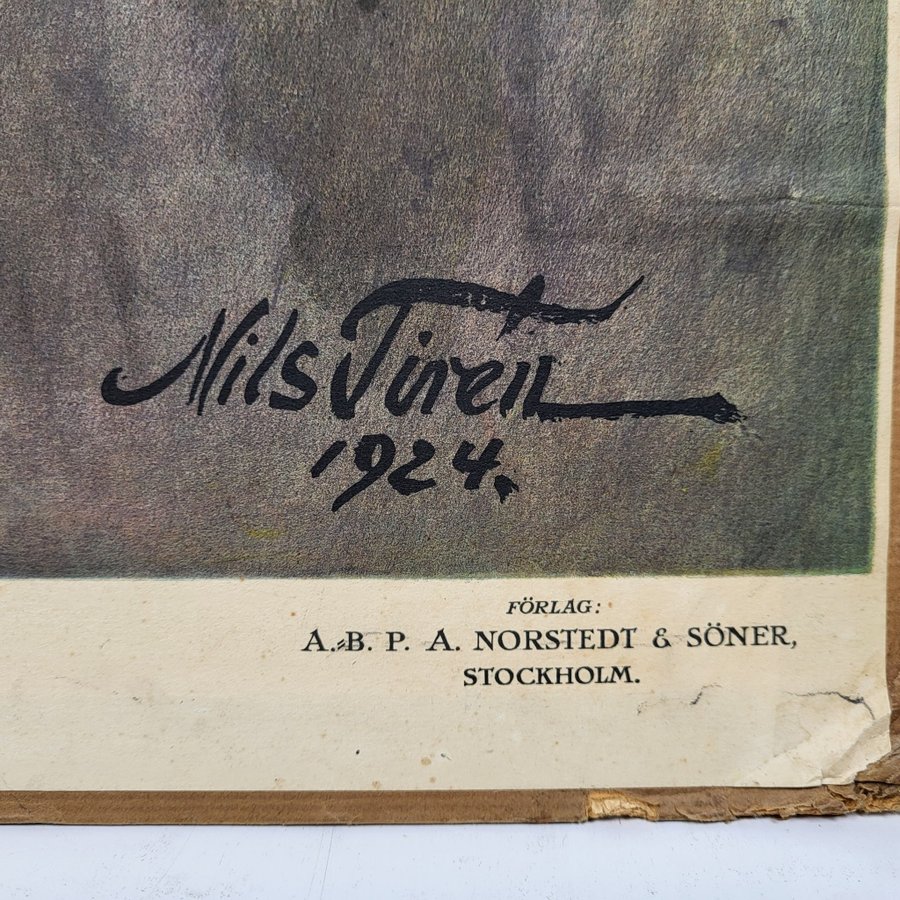 Nils Tirén
1924.
FÖRLAG:
A.-B. P. A. NORSTEDT & SÖNER,
STOCKHOLM.